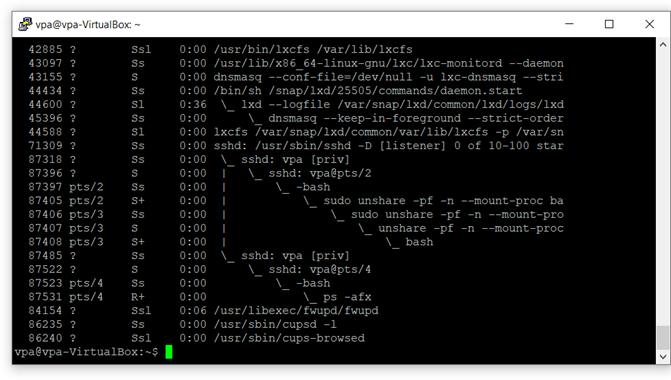 vpa@vpa-VirtualBox: ~
42885 ? Ssl 0:00 /usr/bin/lxcfs /var/lib/lxcfs
43097 ? Ss 0:00 /usr/lib/x86_64-linux-gnu/lxc/lxc-monitord --daemon
43155 ? S 0:00 dnsmasq --conf-file=/dev/null -u lxc-dnsmasq --stri
44434 ? Ss 0:00 /bin/sh /snap/lxd/25505/commands/daemon.start
44600 ? Sl 0:36 \_ lxd --logfile /var/snap/lxd/common/lxd/logs/lxd
45396 ? Ss 0:00 \_ dnsmasq --keep-in-foreground --strict-order
44588 ? Sl 0:00 lxcfs /var/snap/lxd/common/var/lib/lxcfs -p /var/sn
71309 ? Ss 0:00 sshd: /usr/sbin/sshd -D [listener] 0 of 10-100 star
87318 ? Ss 0:00 \_ sshd: vpa [priv]
87396 ? S 0:00 | \_ sshd: vpa@pts/2
87397 pts/2 Ss 0:00 | \_ -bash
87405 pts/2 S+ 0:00 | \_ sudo unshare -pf -n --mount-proc ba
87406 pts/3 Ss 0:00 | \_ sudo unshare -pf -n --mount-pro
87407 pts/3 S 0:00 | \_ unshare -pf -n --mount-proc
87408 pts/3 S+ 0:00 | \_ bash
87485 ? Ss 0:00 \_ sshd: vpa [priv]
87522 ? S 0:00 \_ sshd: vpa@pts/4
87523 pts/4 Ss 0:00 \_ -bash
87531 pts/4 R+ 0:00 \_ ps -afx
84154 ? Ssl 0:06 /usr/libexec/fwupd/fwupd
86235 ? Ss 0:00 /usr/sbin/cupsd -l
86240 ? Ssl 0:00 /usr/sbin/cups-browsed
vpa@vpa-VirtualBox:~$